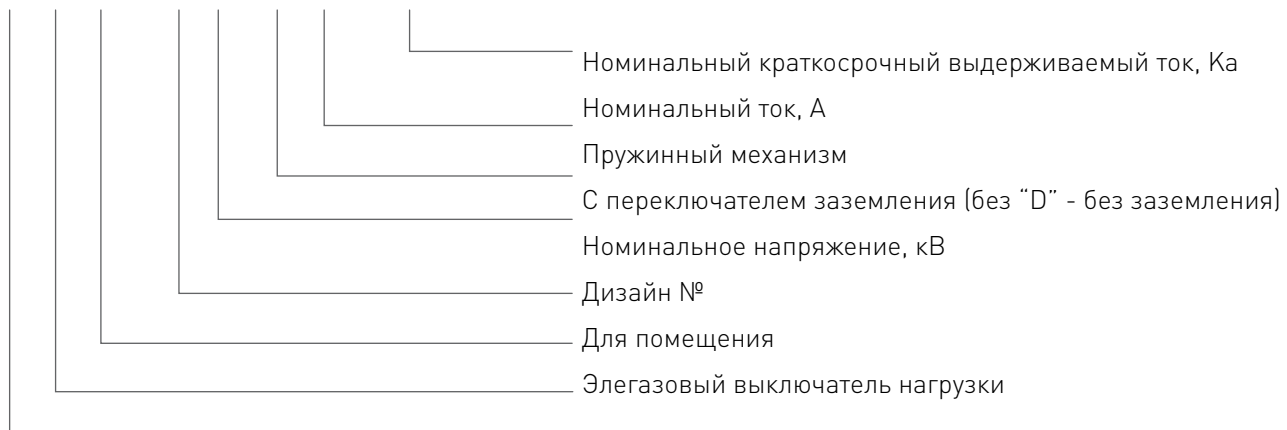 Номинальный краткосрочный выдерживаемый ток, Ka
Номинальный ток, А
Пружинный механизм
С переключателем заземления (без “D” - без заземления)
Номинальное напряжение, кВ
Дизайн №
Для помещения
Элегазовый выключатель нагрузки